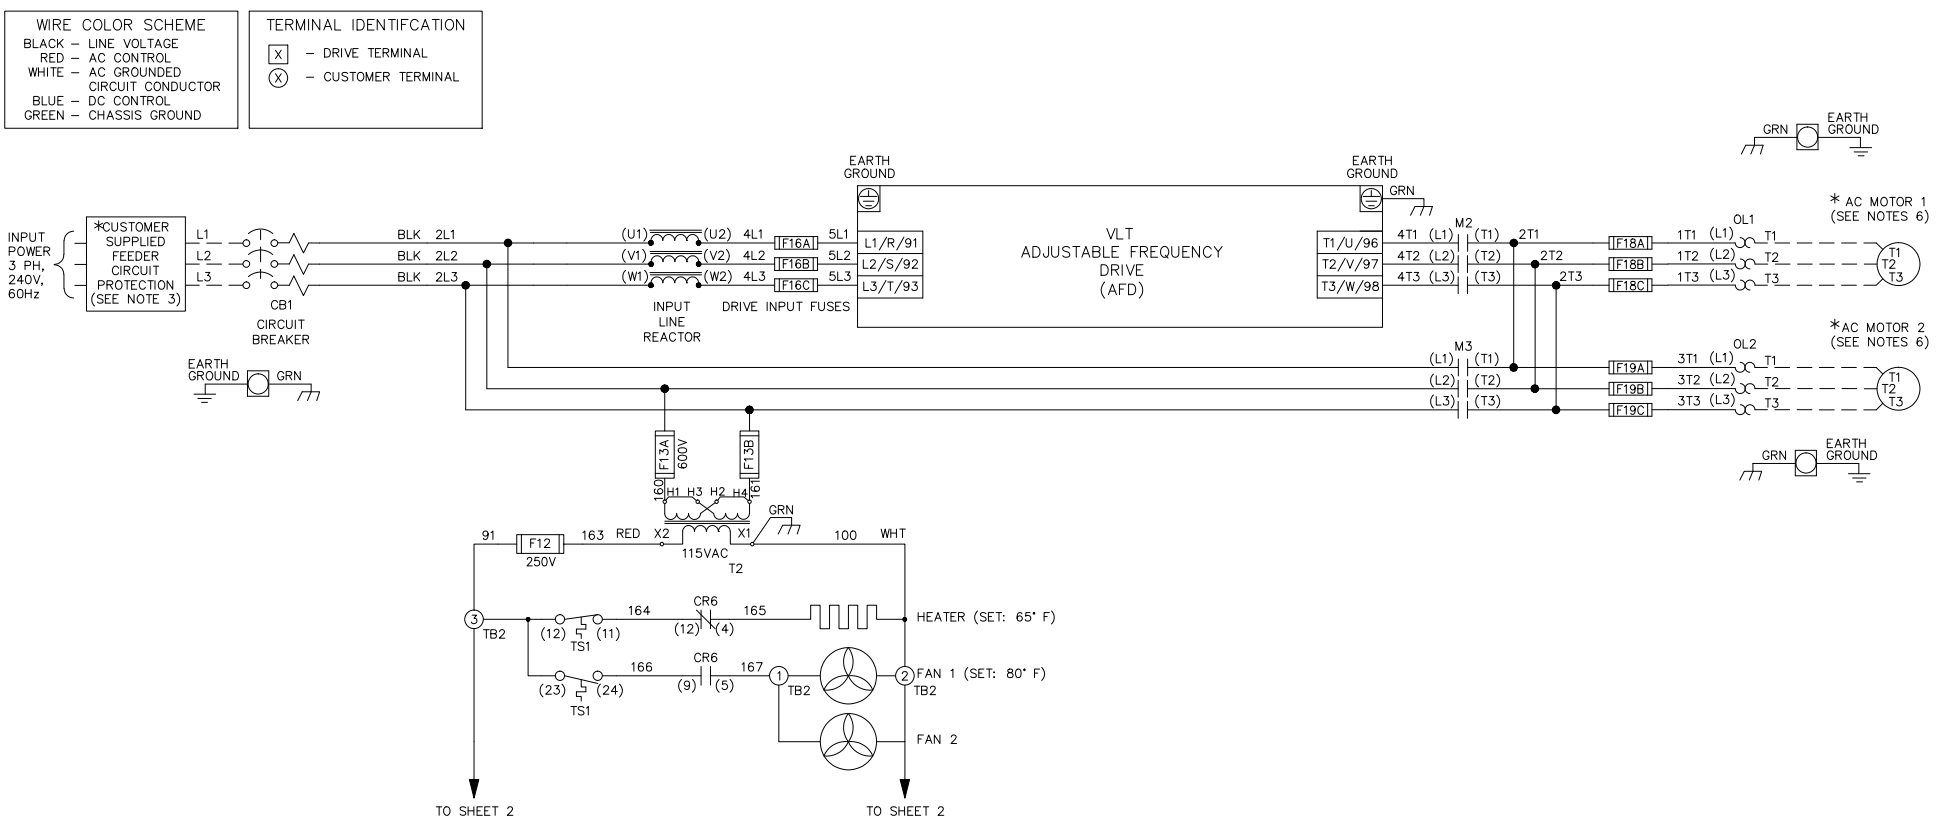 WIRE COLOR SCHEME
BLACK – LINE VOLTAGE
RED – AC CONTROL
WHITE – AC GROUNDED
CIRCUIT CONDUCTOR
BLUE – DC CONTROL
GREEN – CHASSIS GROUND
TERMINAL IDENTIFCATION
X – DRIVE TERMINAL
X – CUSTOMER TERMINAL
EARTH
GROUND
GRN
EARTH
GROUND
EARTH
GROUND
GRN
INPUT
POWER
3 PH,
240V,
60Hz
*CUSTOMER
SUPPLIED
FEEDER
CIRCUIT
PROTECTION
(SEE NOTE 3)
L1
L2
L3
CB1
CIRCUIT
BREAKER
BLK 2L1
BLK 2L2
BLK 2L3
(U1) (U2) 4L1 F16A 5L1 L1/R/91
(V1) (V2) 4L2 F16B 5L2 L2/S/92
(W1) (W2) 4L3 F16C 5L3 L3/T/93
INPUT
LINE
REACTOR
DRIVE INPUT FUSES
VLT
ADJUSTABLE FREQUENCY
DRIVE
(AFD)
M2
T1/U/96 4T1 (L1) (T1) 2T1 F18A 1T1 (L1) T1
T2/V/97 4T2 (L2) (T2) 2T2 F18B 1T2 (L2) T2
T3/W/98 4T3 (L3) (T3) 2T3 F18C 1T3 (L3) T3
OL1
* AC MOTOR 1
(SEE NOTES 6)
T1
T2
T3
M3
(L1) (T1) F19A 3T1 (L1) T1
(L2) (T2) F19B 3T2 (L2) T2
(L3) (T3) F19C 3T3 (L3) T3
OL2
*AC MOTOR 2
(SEE NOTES 6)
T1
T2
T3
EARTH
GROUND
GRN
GRN
EARTH
GROUND
F13A
600V
F13B
160
H1 H3 H2 H4
161
GRN
91 F12 163 RED X2 X1 100 WHT
250V
115VAC
T2
3
TB2
(12) (11)
TS1
164
CR6
(12) (4)
165
HEATER (SET: 65° F)
(23) (24)
TS1
166
CR6
(9) (5)
167
1
TB2
2
TB2
FAN 1 (SET: 80° F)
FAN 2
TO SHEET 2
TO SHEET 2